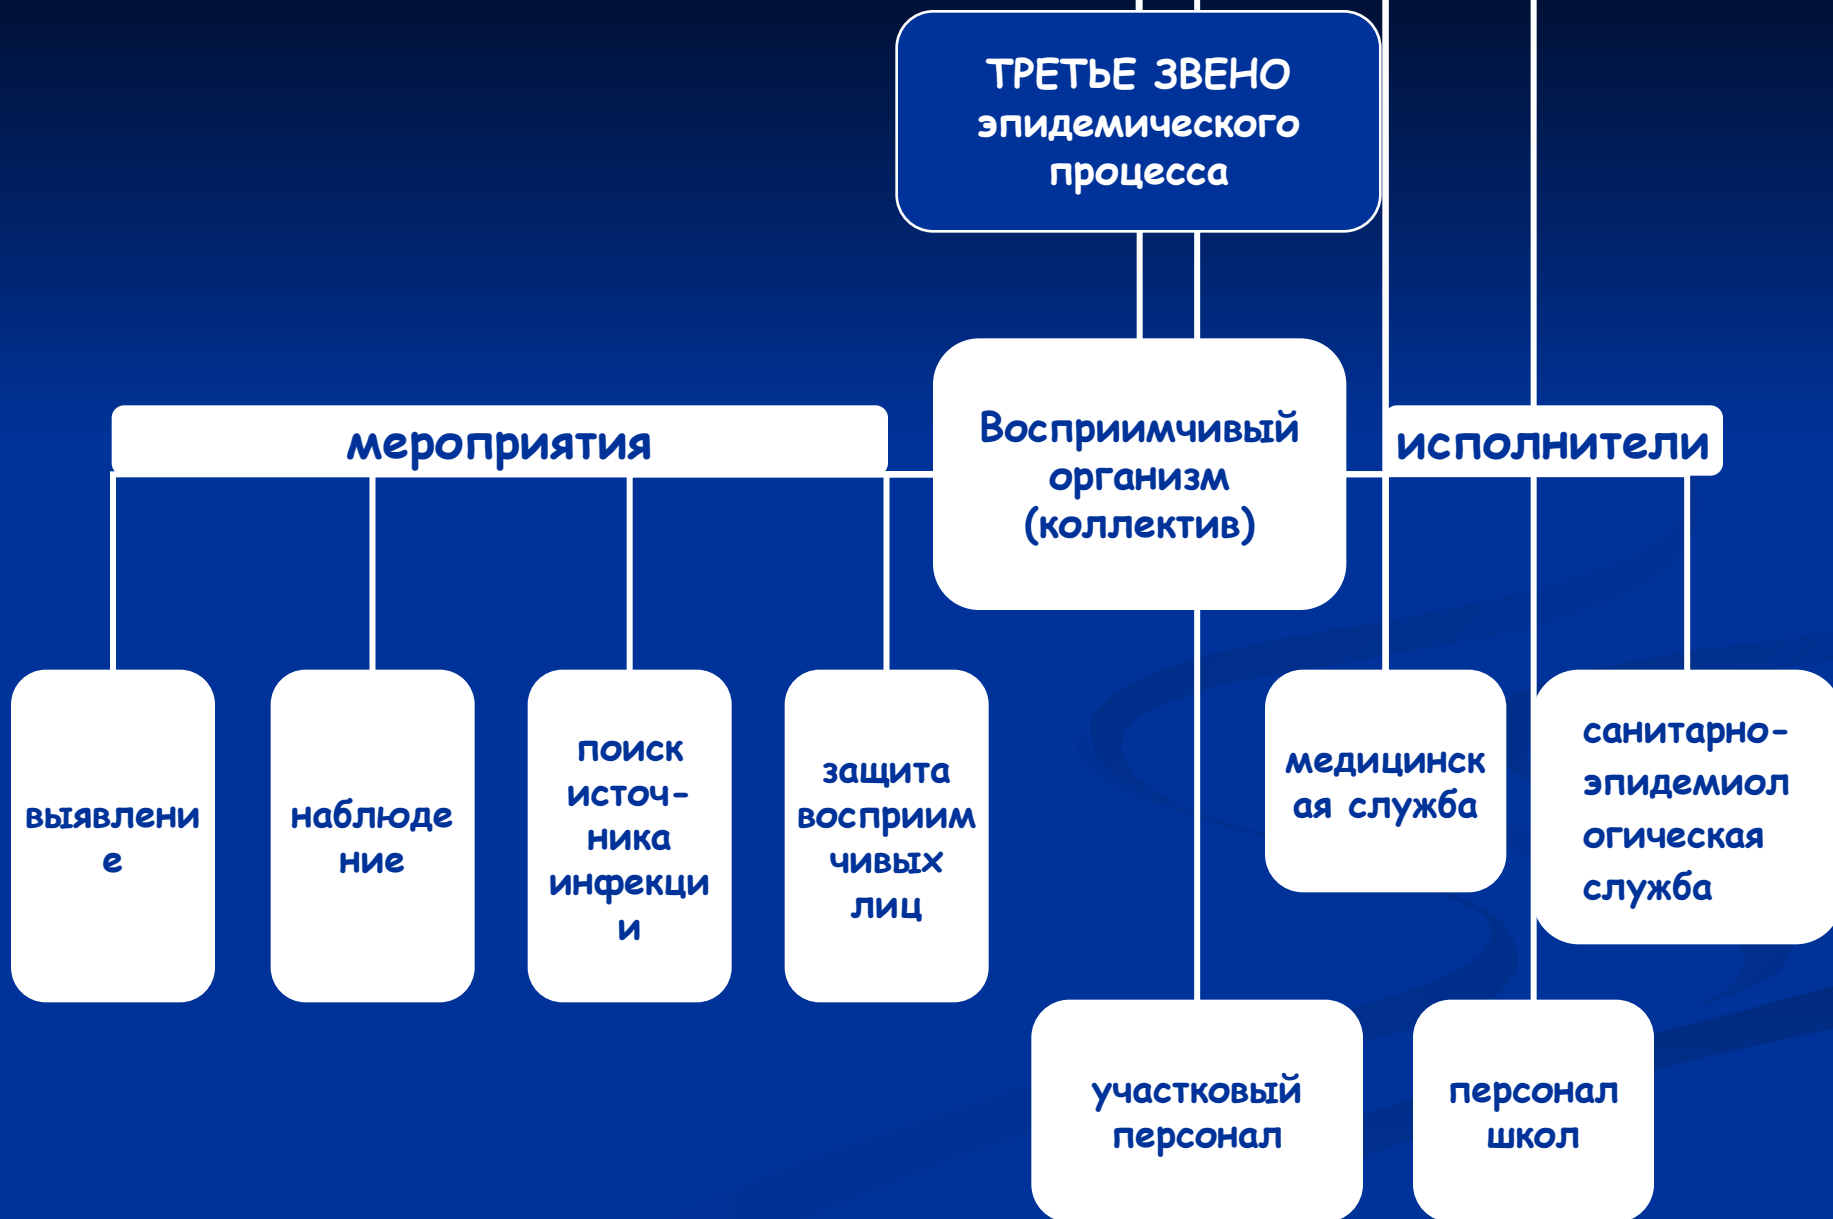 ТРЕТЬЕ ЗВЕНО
эпидемического
процесса
мероприятия
Восприимчивый
организм
(коллектив)
исполнители
выявлени
е
наблюде
ние
поиск
источ-
ника
инфекци
и
защита
восприим
чивых
лиц
медицинск
ая служба
санитарно-
эпидемиол
огическая
служба
участковый
персонал
персонал
школ